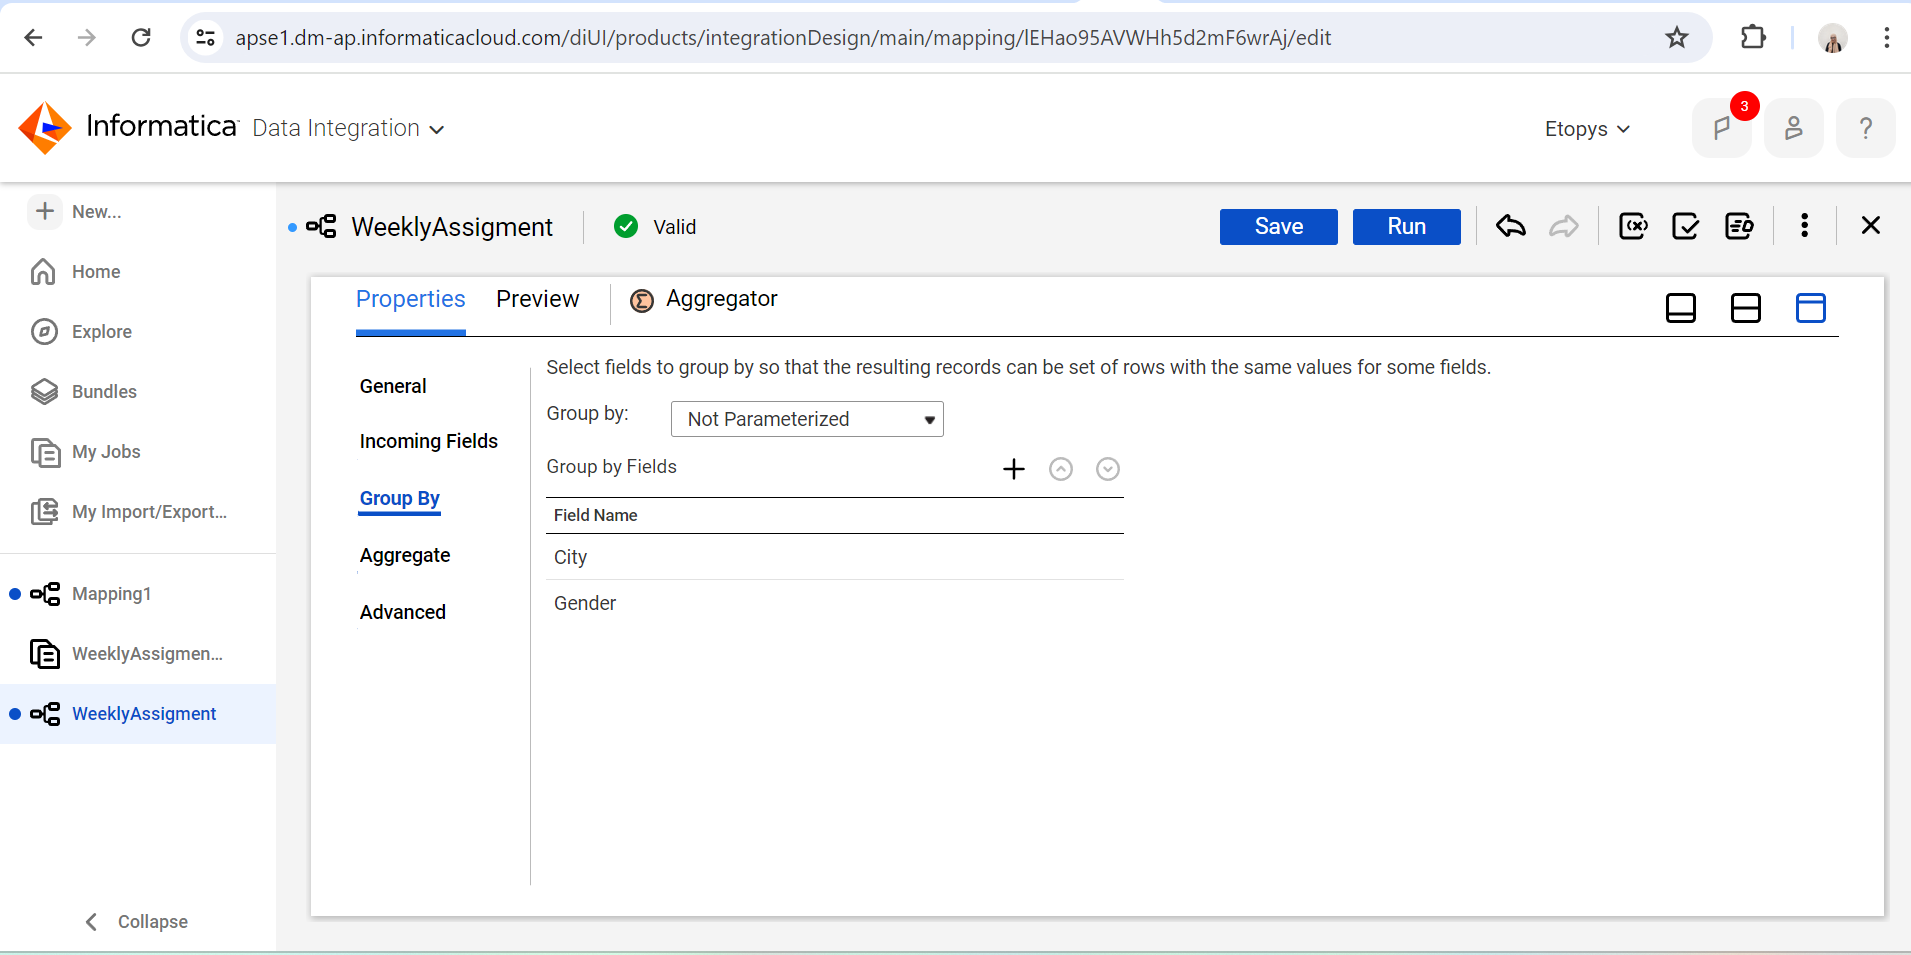 apse1.dm-ap.informaticacloud.com/diUI/products/integrationDesign/main/mapping/lEHao95AVWHh5d2mF6wrAj/edit
Informatica Data Integration
Etopys
3
?
New...
Home
Explore
Bundles
My Jobs
My Import/Export...
Mapping1
WeeklyAssigmen...
WeeklyAssigment
Collapse
WeeklyAssigment
Valid
Save
Run
Properties
Preview
Aggregator
General
Incoming Fields
Group By
Aggregate
Advanced
Select fields to group by so that the resulting records can be set of rows with the same values for some fields.
Group by:
Not Parameterized
Group by Fields
Field Name
City
Gender